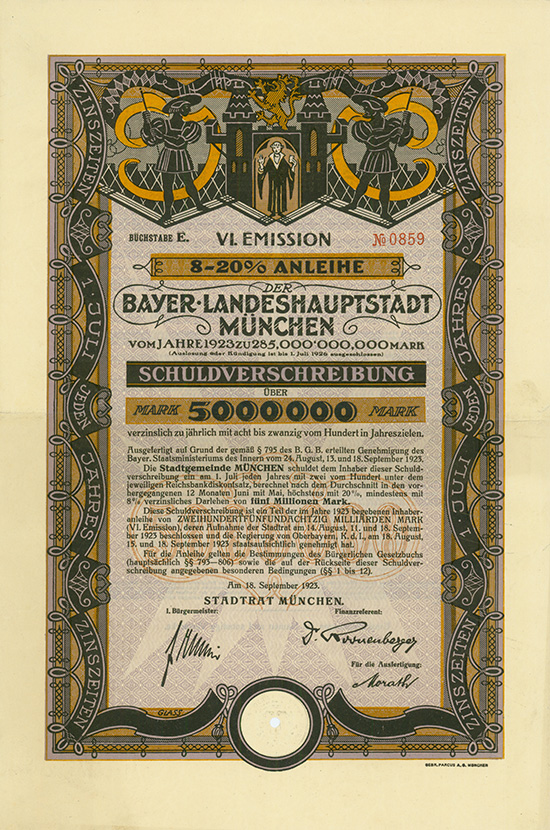 BUCHSTABE E. VI. EMISSION № 0859
8-20% ANLEIHE
DER
BAYER·LANDESHAUPTSTADT
MÜNCHEN
VOM JAHRE 1923 ZU 285,000'000,000 MARK
(Auslosung oder Kündigung ist bis 1. Juli 1926 ausgeschlossen)
SCHULDVERSCHREIBUNG
ÜBER
MARK 5000000 MARK
verzinslich zu jährlich mit acht bis zwanzig vom Hundert in Jahreszielen.
Ausgefertigt auf Grund der gemäß § 795 des B. G. B. erteilten Genehmigung des
Bayer. Staatsministeriums des Innern vom 24. August, 13. und 18. September 1923.
Die Stadtgemeinde MÜNCHEN schuldet dem Inhaber dieser Schuld-
verschreibung ein am 1. Juli jeden Jahres mit zwei vom Hundert unter dem
jeweiligen Reichsbankdiskontsatz, berechnet nach dem Durchschnitt in den vor-
hergegangenen 12 Monaten Juni mit Mai, höchstens mit 20%, mindestens mit
8% verzinsliches Darlehen von fünf Millionen Mark.
Diese Schuldverschreibung ist ein Teil der im Jahre 1923 begebenen Inhaber-
anleihe von ZWEIHUNDERTFÜNFUNDACHTZIG MILLIARDEN MARK
(VI. Emission), deren Aufnahme der Stadtrat am 14. August, 11. und 18. Septem-
ber 1923 beschlossen und die Regierung von Oberbayern, K. d. I., am 18. August,
15. und 18. September 1923 staatsaufsichtlich genehmigt hat.
Für die Anleihe gelten die Bestimmungen des Bürgerlichen Gesetzbuchs
(hauptsächlich §§ 793—806) sowie die auf der Rückseite dieser Schuldver-
schreibung angegebenen besonderen Bedingungen (§§ 1 bis 12).
Am 18. September 1923.
STADTRAT MÜNCHEN.
I. Bürgermeister: Finanzreferent:
Für die Ausfertigung:
Morath
ZINSZEITEN
1. JULI
JEDEN
JAHRES
ZINSZEITEN
ZINSZEITEN
JAHRES
JEDEN
1. JULI
ZINSZEITEN
GLASS
GEBR. PARCUS A. G. MÜNCHEN